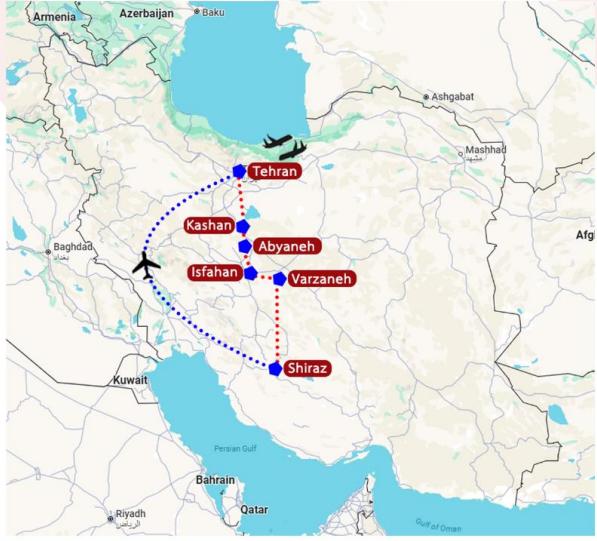 Armenia
Azerbaijan
Baku
Ashgabat
Mashhad
مشهد
Tehran
Kashan
Abyaneh
Isfahan
Varzaneh
Afg
Baghdad
بغداد
Shiraz
Kuwait
Persian Gulf
Bahrain
Qatar
Riyadh
الرياض
Gulf of Oman